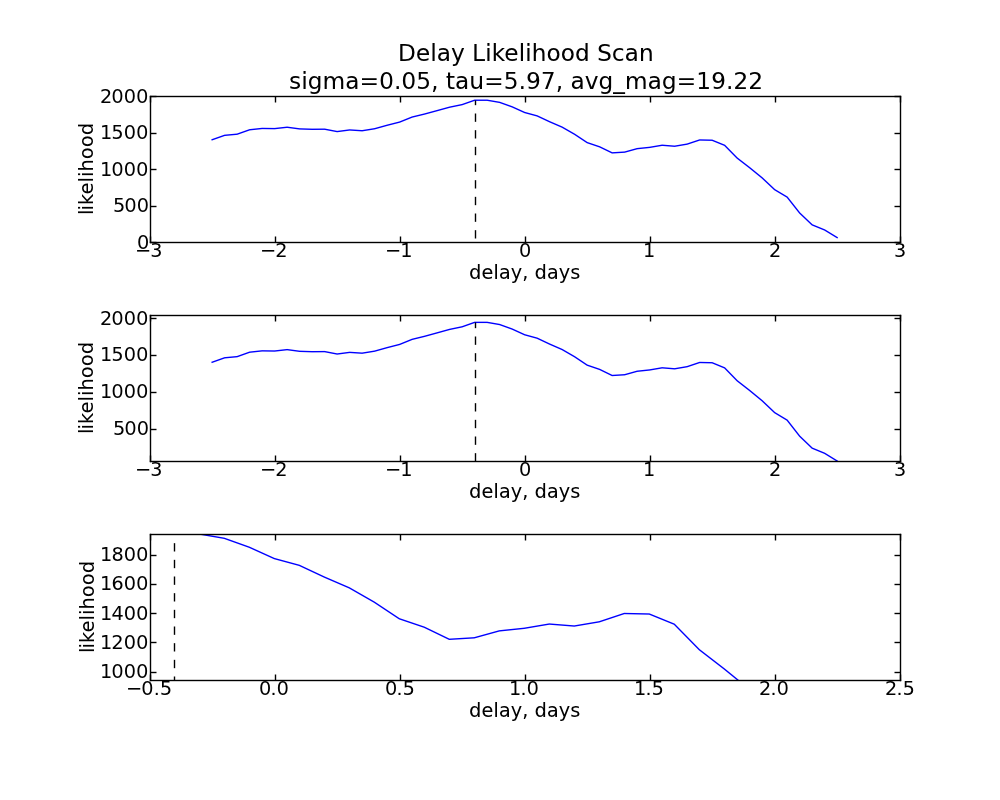 Delay Likelihood Scan
sigma=0.05, tau=5.97, avg_mag=19.22
2000
1500
1000
500
0
likelihood
−3 −2 −1 0 1 2 3
delay, days
2000
1500
1000
500
likelihood
−3 −2 −1 0 1 2 3
delay, days
1800
1600
1400
1200
1000
likelihood
−0.5 0.0 0.5 1.0 1.5 2.0 2.5
delay, days